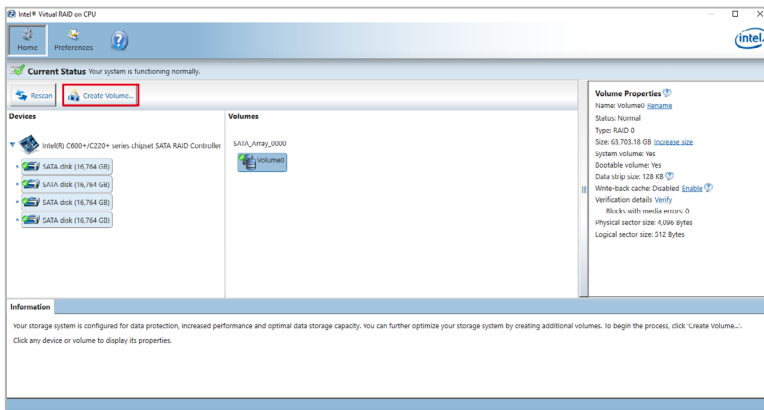 Intel® Virtual RAID on CPU
Home
Preferences
?
intel.
Current Status Your system is functioning normally.
Rescan
Create Volume...
Devices
Intel(R) C600+/C220+ series chipset SATA RAID Controller
SATA disk (16,764 GB)
SATA disk (16,764 GB)
SATA disk (16,764 GB)
SATA disk (16,764 GB)
Volumes
SATA_Array_0000
Volume0
Volume Properties ?
Name: Volume0 Rename
Status: Normal
Type: RAID 0
Size: 63,703.18 GB Increase size
System volume: Yes
Bootable volume: Yes
Data strip size: 128 KB ?
Write-back cache: Disabled Enable ?
Verification details Verify
Blocks with media errors: 0
Physical sector size: 4,096 Bytes
Logical sector size: 512 Bytes
Information
Your storage system is configured for data protection, increased performance and optimal data storage capacity. You can further optimize your storage system by creating additional volumes. To begin the process, click 'Create Volume...'.
Click any device or volume to display its properties.